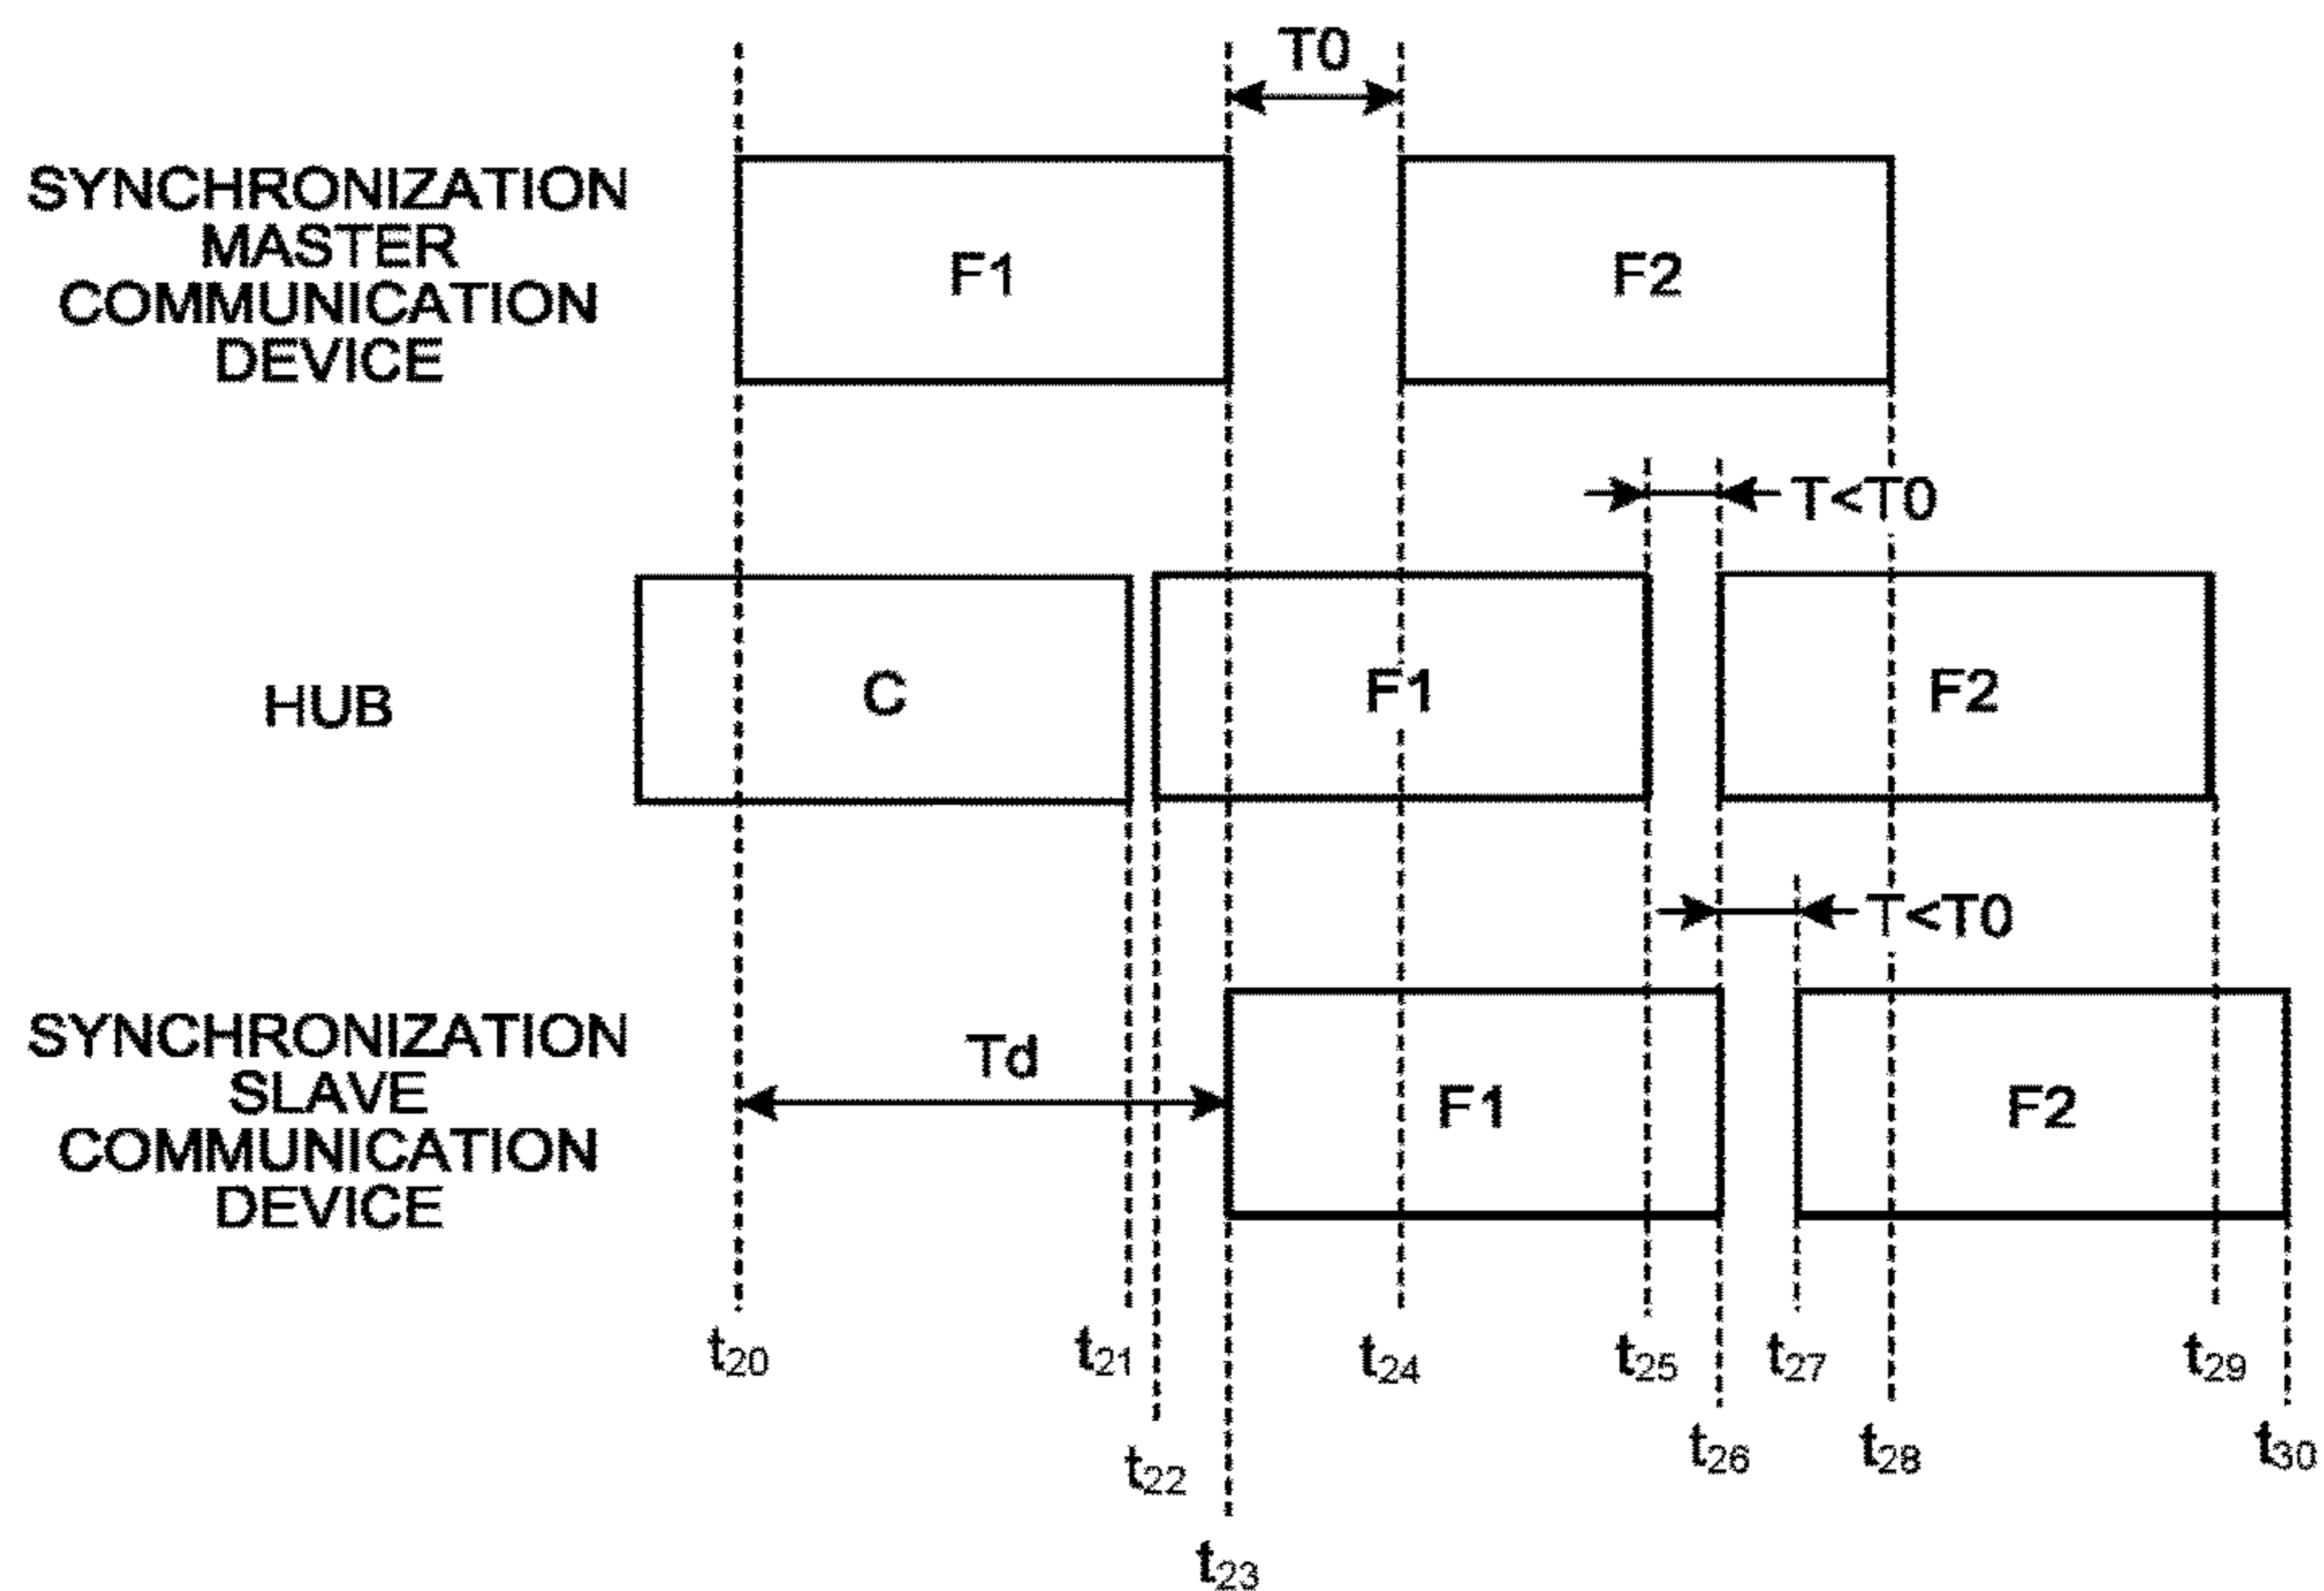 T0
SYNCHRONIZATION
MASTER
COMMUNICATION
DEVICE
F1
F2
T<T0
HUB
C
F1
F2
T<T0
SYNCHRONIZATION
SLAVE
COMMUNICATION
DEVICE
Td
F1
F2
t20
t21
t24
t25
t27
t29
t22
t26
t28
t30
t23